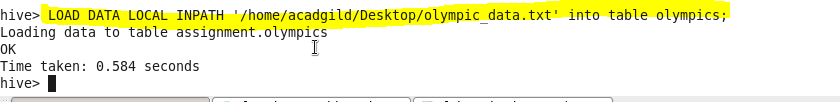 hive> LOAD DATA LOCAL INPATH '/home/acadgild/Desktop/olympic_data.txt' into table olympics;
Loading data to table assignment.olympics
OK
Time taken: 0.584 seconds
hive>